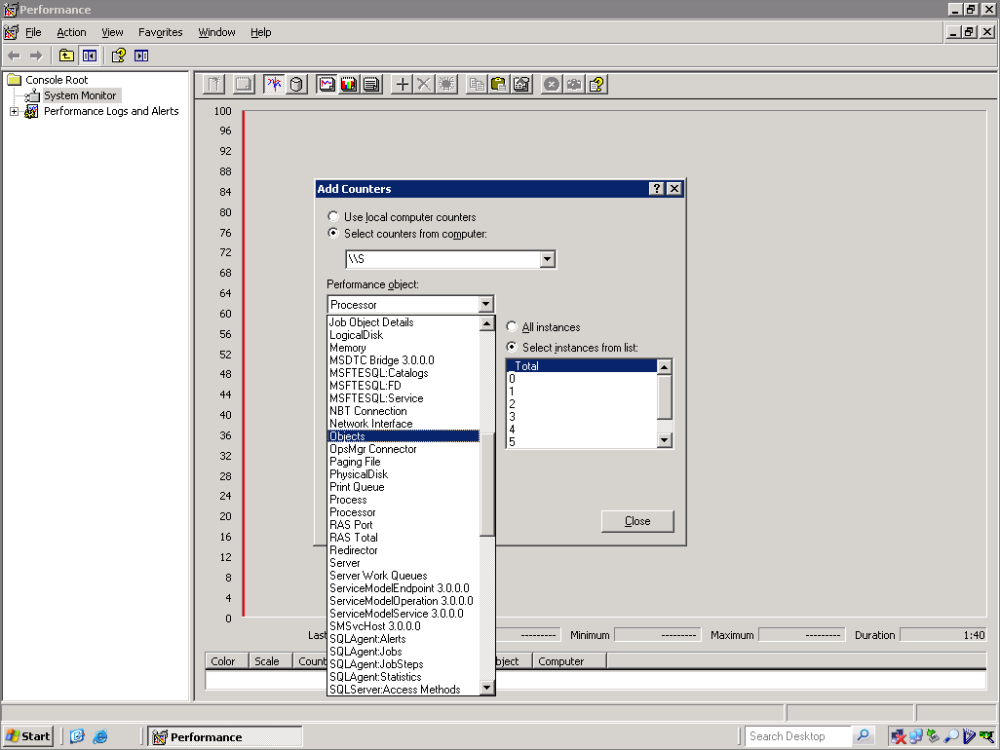 Performance
File Action View Favorites Window Help
Console Root
System Monitor
Performance Logs and Alerts
100
96
92
88
84
80
76
72
68
64
60
56
52
48
44
40
36
32
28
24
20
16
12
8
4
0
Add Counters
Use local computer counters
Select counters from computer:
\\S
Performance object:
Processor
Job Object Details
LogicalDisk
Memory
MSDTC Bridge 3.0.0.0
MSFTESQL:Catalogs
MSFTESQL:FD
MSFTESQL:Service
NBT Connection
Network Interface
Objects
OpsMgr Connector
Paging File
PhysicalDisk
Print Queue
Process
Processor
RAS Port
RAS Total
Redirector
Server
Server Work Queues
ServiceModelEndpoint 3.0.0.0
ServiceModelOperation 3.0.0.0
ServiceModelService 3.0.0.0
SMSvcHost 3.0.0.0
SQLAgent:Alerts
SQLAgent:Jobs
SQLAgent:JobSteps
SQLAgent:Statistics
SQLServer:Access Methods
All instances
Select instances from list:
_Total
0
1
2
3
4
5
Close
Last --------- Minimum --------- Maximum --------- Duration 1:40
Color Scale Count bject Computer
Start Performance Search Desktop